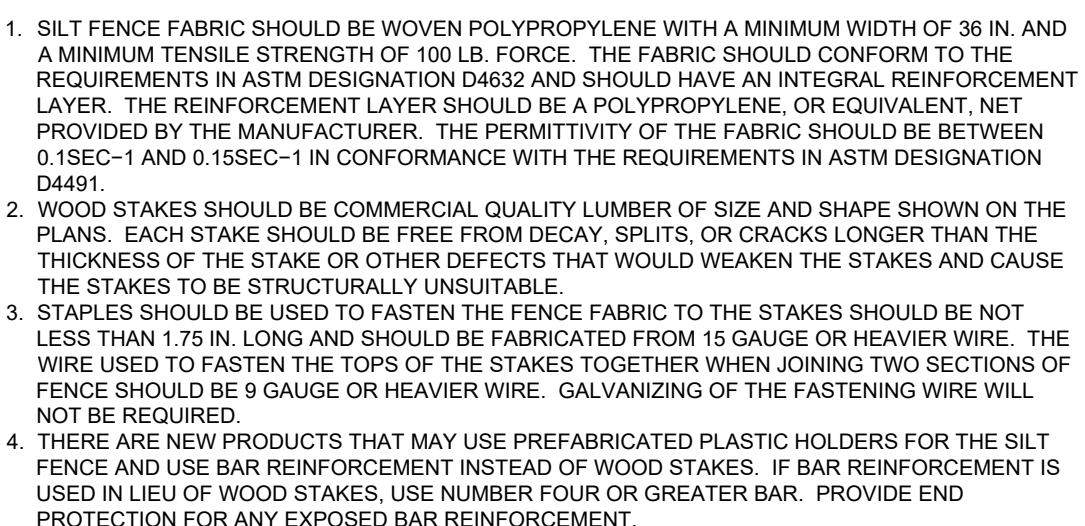 1. SILT FENCE FABRIC SHOULD BE WOVEN POLYPROPYLENE WITH A MINIMUM WIDTH OF 36 IN. AND
A MINIMUM TENSILE STRENGTH OF 100 LB. FORCE. THE FABRIC SHOULD CONFORM TO THE
REQUIREMENTS IN ASTM DESIGNATION D4632 AND SHOULD HAVE AN INTEGRAL REINFORCEMENT
LAYER. THE REINFORCEMENT LAYER SHOULD BE A POLYPROPYLENE, OR EQUIVALENT, NET
PROVIDED BY THE MANUFACTURER. THE PERMITTIVITY OF THE FABRIC SHOULD BE BETWEEN
0.1SEC−1 AND 0.15SEC−1 IN CONFORMANCE WITH THE REQUIREMENTS IN ASTM DESIGNATION
D4491.
2. WOOD STAKES SHOULD BE COMMERCIAL QUALITY LUMBER OF SIZE AND SHAPE SHOWN ON THE
PLANS. EACH STAKE SHOULD BE FREE FROM DECAY, SPLITS, OR CRACKS LONGER THAN THE
THICKNESS OF THE STAKE OR OTHER DEFECTS THAT WOULD WEAKEN THE STAKES AND CAUSE
THE STAKES TO BE STRUCTURALLY UNSUITABLE.
3. STAPLES SHOULD BE USED TO FASTEN THE FENCE FABRIC TO THE STAKES SHOULD BE NOT
LESS THAN 1.75 IN. LONG AND SHOULD BE FABRICATED FROM 15 GAUGE OR HEAVIER WIRE. THE
WIRE USED TO FASTEN THE TOPS OF THE STAKES TOGETHER WHEN JOINING TWO SECTIONS OF
FENCE SHOULD BE 9 GAUGE OR HEAVIER WIRE. GALVANIZING OF THE FASTENING WIRE WILL
NOT BE REQUIRED.
4. THERE ARE NEW PRODUCTS THAT MAY USE PREFABRICATED PLASTIC HOLDERS FOR THE SILT
FENCE AND USE BAR REINFORCEMENT INSTEAD OF WOOD STAKES. IF BAR REINFORCEMENT IS
USED IN LIEU OF WOOD STAKES, USE NUMBER FOUR OR GREATER BAR. PROVIDE END
PROTECTION FOR ANY EXPOSED BAR REINFORCEMENT.